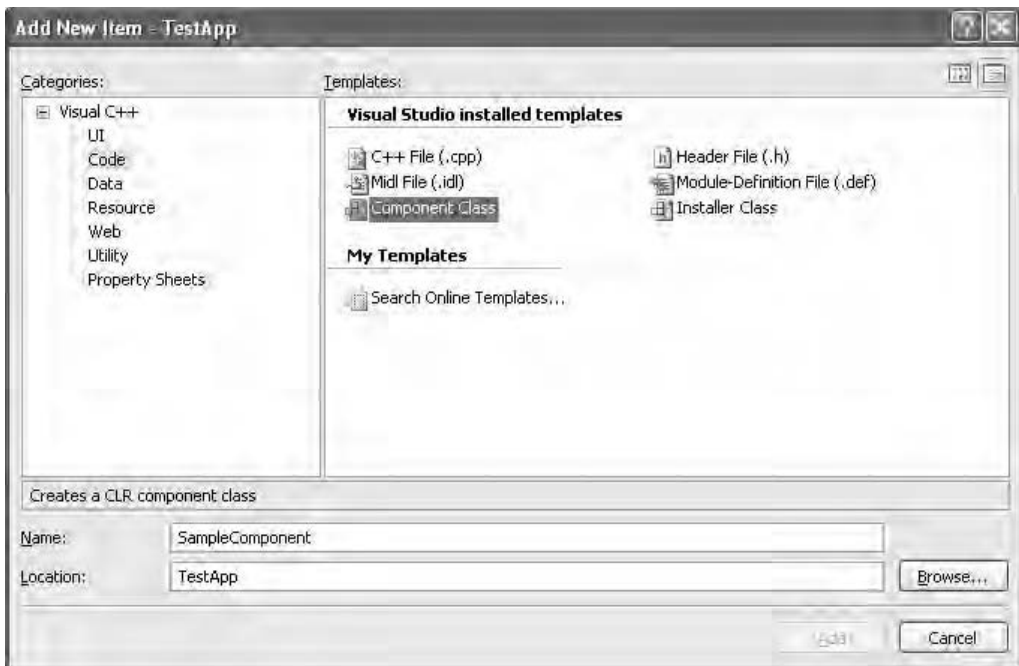 Add New Item - TestApp
Categories:
Templates:
Visual C++
UI
Code
Data
Resource
Web
Utility
Property Sheets
Visual Studio installed templates
C++ File (.cpp)
Header File (.h)
Midl File (.idl)
Module-Definition File (.def)
Component Class
Installer Class
My Templates
Search Online Templates...
Creates a CLR component class
Name:
SampleComponent
Location:
TestApp
Browse...
Add
Cancel